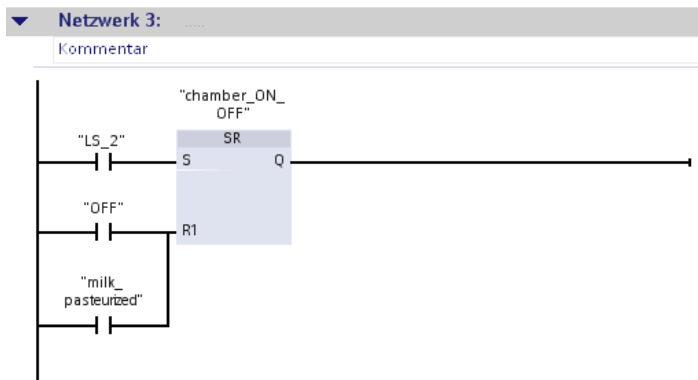 Netzwerk 3: .....
Kommentar
"chamber_ON_
OFF"
"LS_2"
SR
S
Q
"OFF"
R1
"milk_
pasteurized"